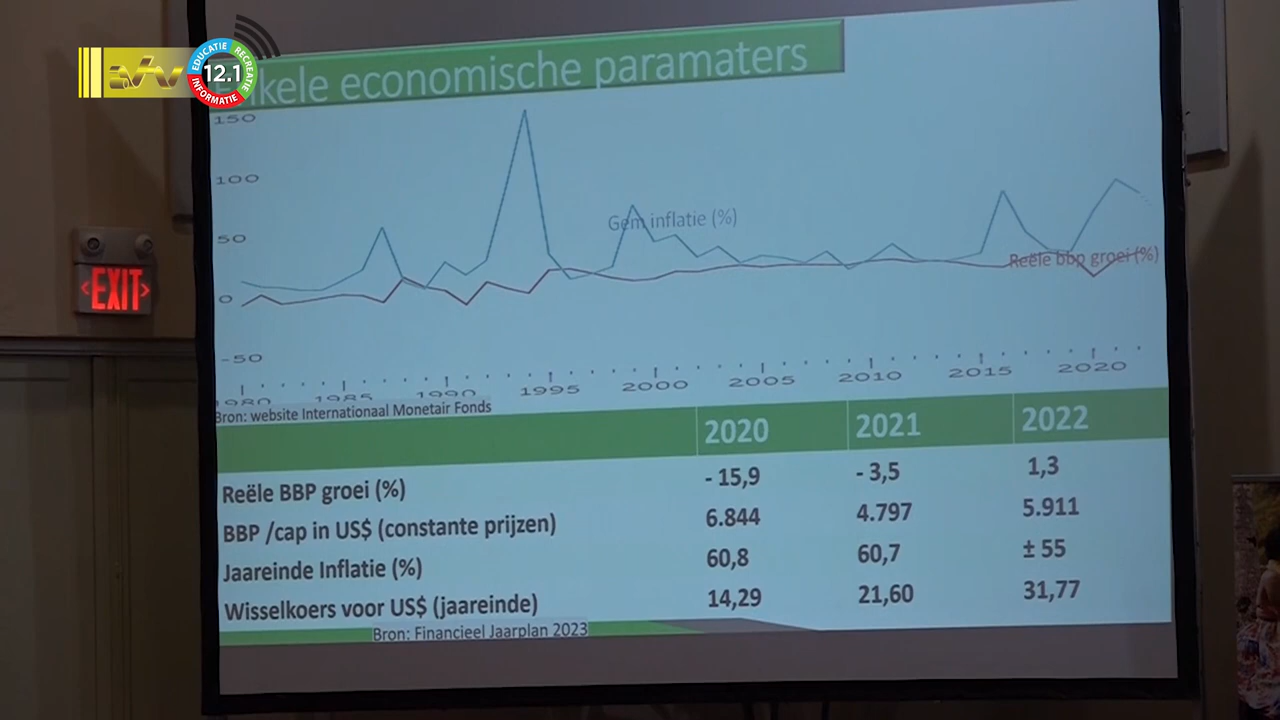 ATV
EDUCATIE
RECREATIE
INFORMATIE
12.1
kele economische paramaters
150
100
50
0
-50
Gem inflatie (%)
Reële bbp groei (%)
1980 1985 1990 1995 2000 2005 2010 2015 2020
Bron: website Internationaal Monetair Fonds
2020 2021 2022
Reële BBP groei (%) - 15,9 - 3,5 1,3
BBP /cap in US$ (constante prijzen) 6.844 4.797 5.911
Jaareinde Inflatie (%) 60,8 60,7 ± 55
Wisselkoers voor US$ (jaareinde) 14,29 21,60 31,77
Bron: Financieel Jaarplan 2023
EXIT